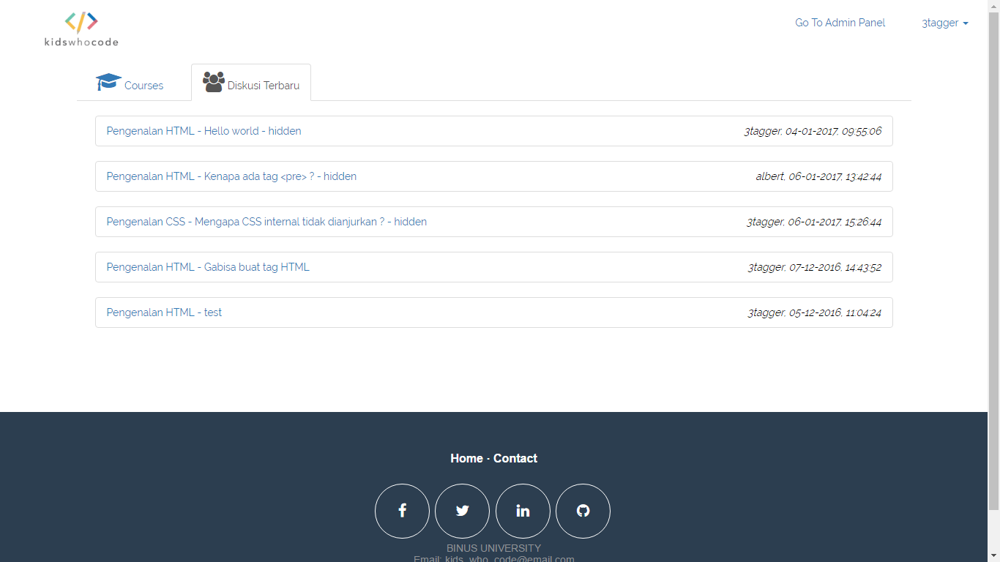 kidswhocode
Go To Admin Panel
3tagger
Courses
Diskusi Terbaru
Pengenalan HTML - Hello world - hidden
3tagger, 04-01-2017, 09:55:06
Pengenalan HTML - Kenapa ada tag <pre> ? - hidden
albert, 06-01-2017, 13:42:44
Pengenalan CSS - Mengapa CSS internal tidak dianjurkan ? - hidden
3tagger, 06-01-2017, 15:26:44
Pengenalan HTML - Gabisa buat tag HTML
3tagger, 07-12-2016, 14:43:52
Pengenalan HTML - test
3tagger, 05-12-2016, 11:04:24
Home · Contact
BINUS UNIVERSITY
Email: kids_who_code@email.com